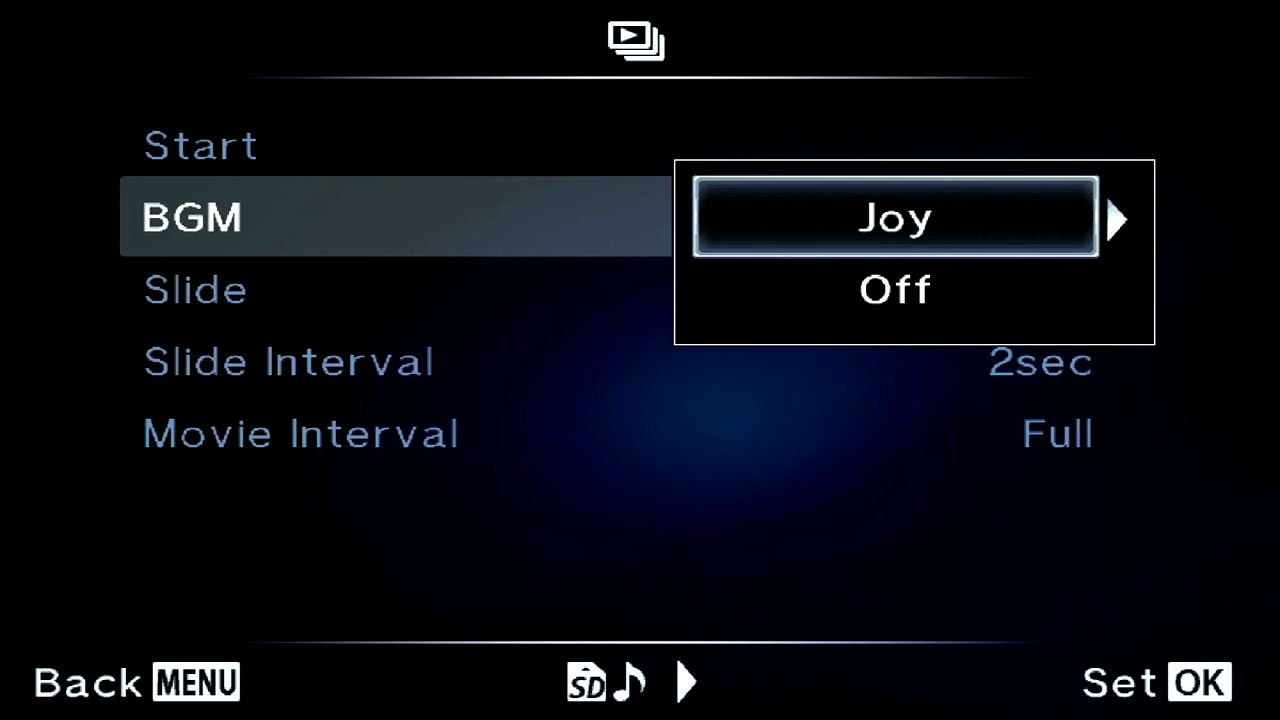 Start
BGM
Joy
Slide
Off
Slide Interval 2sec
Movie Interval Full
Back MENU SD Set OK